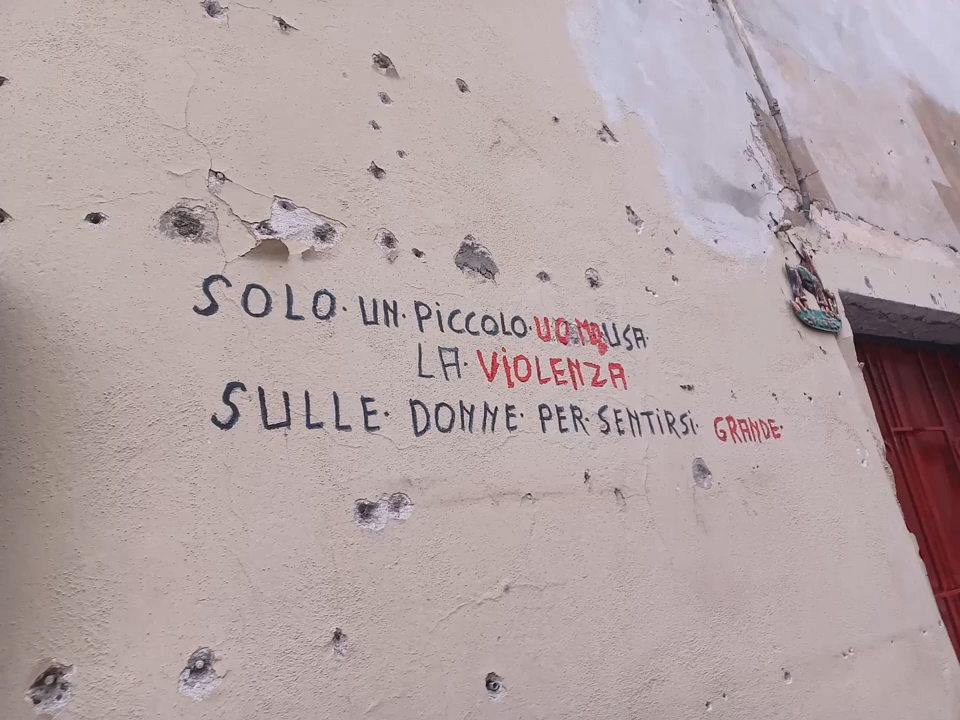 SOLO· UN· PiCCOLO· UOMO USA·
LA· ViOLENZA
SULLE· DONNE· PER· SENTiRSi· GRANDE·